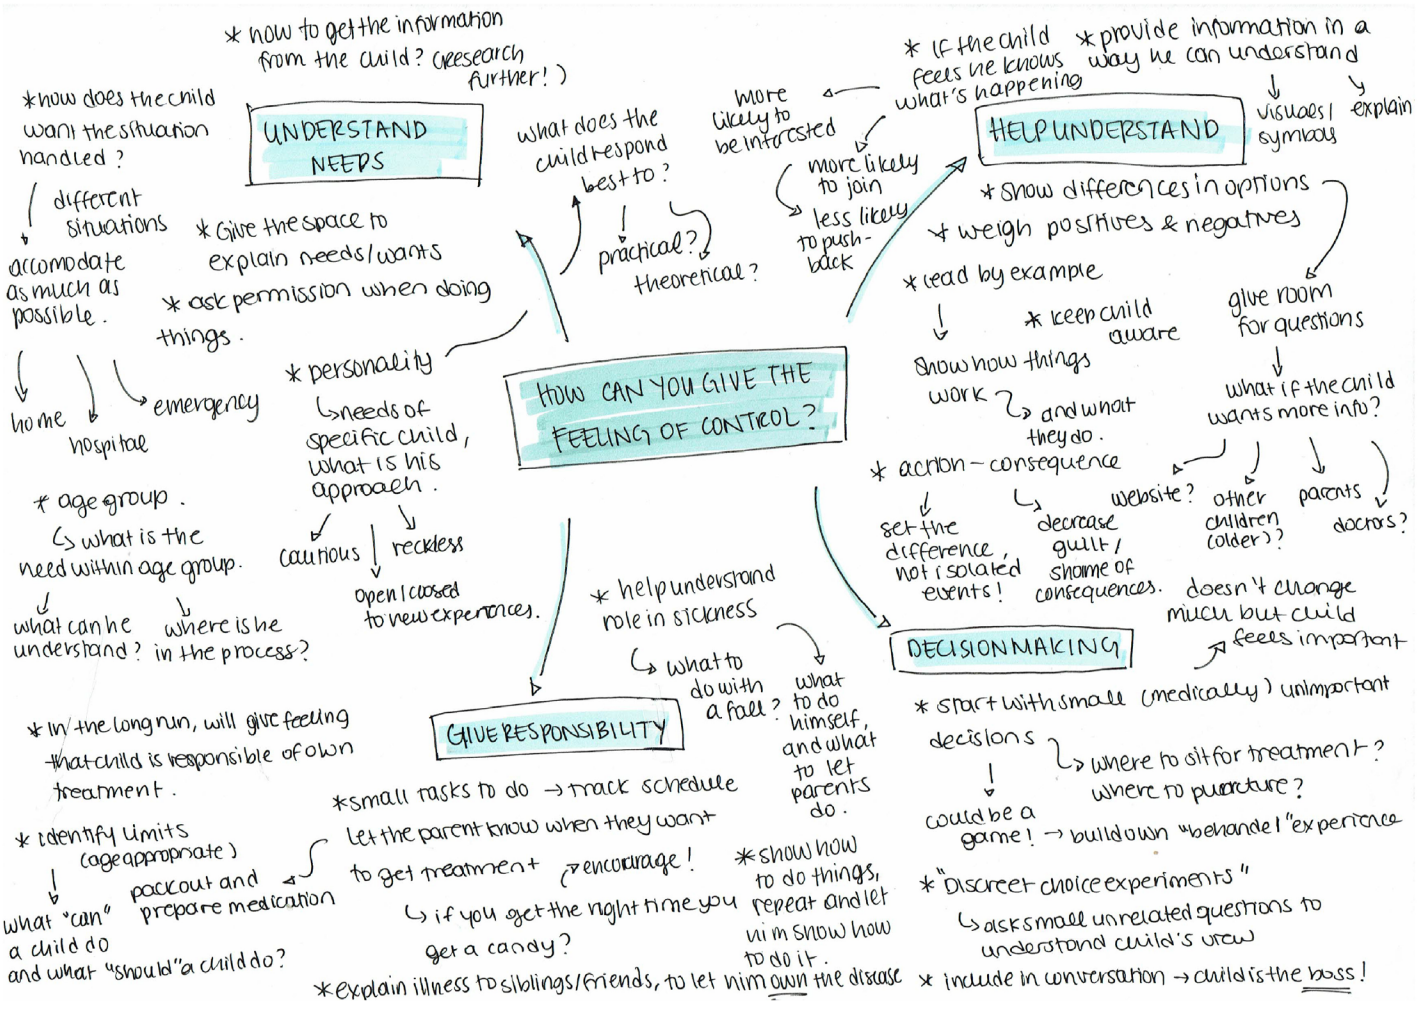 * how to get the information
from the child? (reesearch
further!)
* how does the child
want the situation
handled?
different
situations
accomodate
as much as
possible.
home
hospital
emergency
UNDERSTAND
NEEDS
* Give the space to
explain needs/wants
* ask permission when doing
things.
what does the
child respond
best to?
practical?
theoretical?
* personality
needs of
specific child,
what is his
approach.
cautious
reckless
open/closed
to new experiences.
* age group.
what is the
need within age group.
what can he
understand?
where is he
in the process?
HOW CAN YOU GIVE THE
FEELING OF CONTROL?
* If the child
feels he knows
what's happening
more
likely to
be interested
more likely
to join
less likely
to push-
back
* provide information in a
way he can understand
visuals/
symbols
explain
HELP UNDERSTAND
* show differences in options
* weigh positives & negatives
* lead by example
show how things
work
and what
they do.
* keep child
aware
give room
for questions
what if the child
wants more info?
website?
other
children
(older)?
parents
doctors?
* action - consequence
set the
difference,
not isolated
events!
decrease
guilt/
shame of
consequences.
DECISION MAKING
doesn't change
much but child
feels important
* start with small (medically) unimportant
decisions
where to sit for treatment?
where to puncture?
could be a
game! → build own "behandel" experience
* "Discreet choice experiments"
ask small unrelated questions to
understand child's view
* include in conversation → child is the boss!
GIVE RESPONSIBILITY
* help understand
role in sickness
what to
do with
a fall?
what
to do
himself,
and what
to let
parents
do.
* In the long run, will give feeling
that child is responsible of own
treatment.
* identify limits
(age appropriate)
what "can"
a child do
and what "should" a child do?
* small tasks to do → track schedule
let the parent know when they want
to get treatment
encourage!
if you get the right time you
get a candy?
pack out and
prepare medication
* show how
to do things,
repeat and let
him show how
to do it.
* explain illness to siblings/friends, to let him own the disease